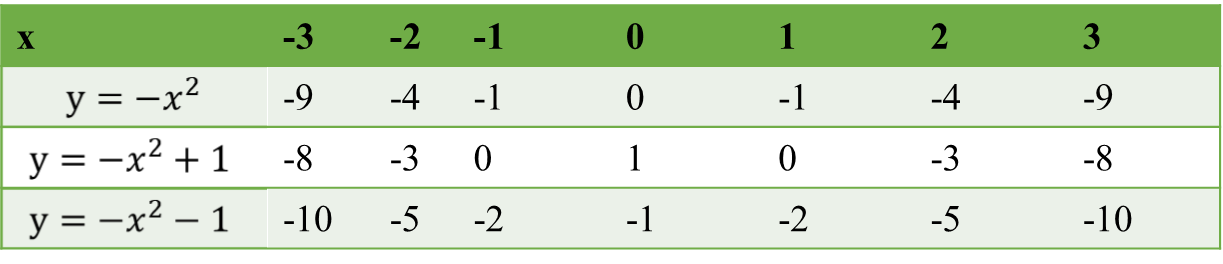 x -3 -2 -1 0 1 2 3
y = −x² -9 -4 -1 0 -1 -4 -9
y = −x² + 1 -8 -3 0 1 0 -3 -8
y = −x² − 1 -10 -5 -2 -1 -2 -5 -10